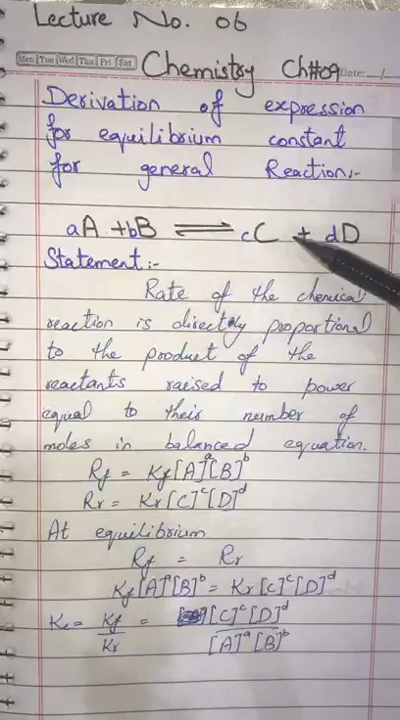 Lecture No. 06
Mon Tue Wed Thu Fri Sat
Chemistry Ch#09 Date: __/__
Derivation of expression
for equilibrium constant
for general Reaction:-
aA + bB ⇌ cC + dD
Statement:-
Rate of the chemical
reaction is directly proportional
to the product of the
reactants raised to power
equal to their number of
moles in balanced equation.
Rf = Kf[A]ᵃ[B]ᵇ
Rr = Kr[C]ᶜ[D]ᵈ
At equilibrium
Rf = Rr
Kf[A]ᵃ[B]ᵇ = Kr[C]ᶜ[D]ᵈ
Kc = Kf = [C]ᶜ[D]ᵈ
Kr [A]ᵃ[B]ᵇ